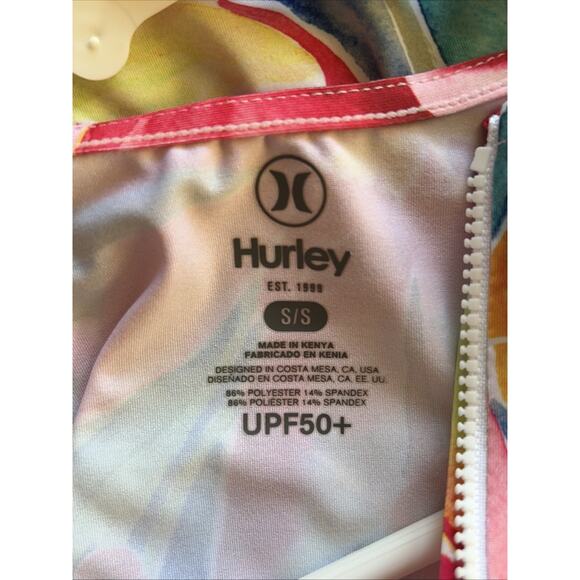 Hurley
EST. 1999
S/S
MADE IN KENYA
FABRICADO EN KENIA
DESIGNED IN COSTA MESA, CA, USA
DISEÑADO EN COSTA MESA, CA, EE. UU.
86% POLYESTER 14% SPANDEX
86% POLIÉSTER 14% SPANDEX
UPF50+